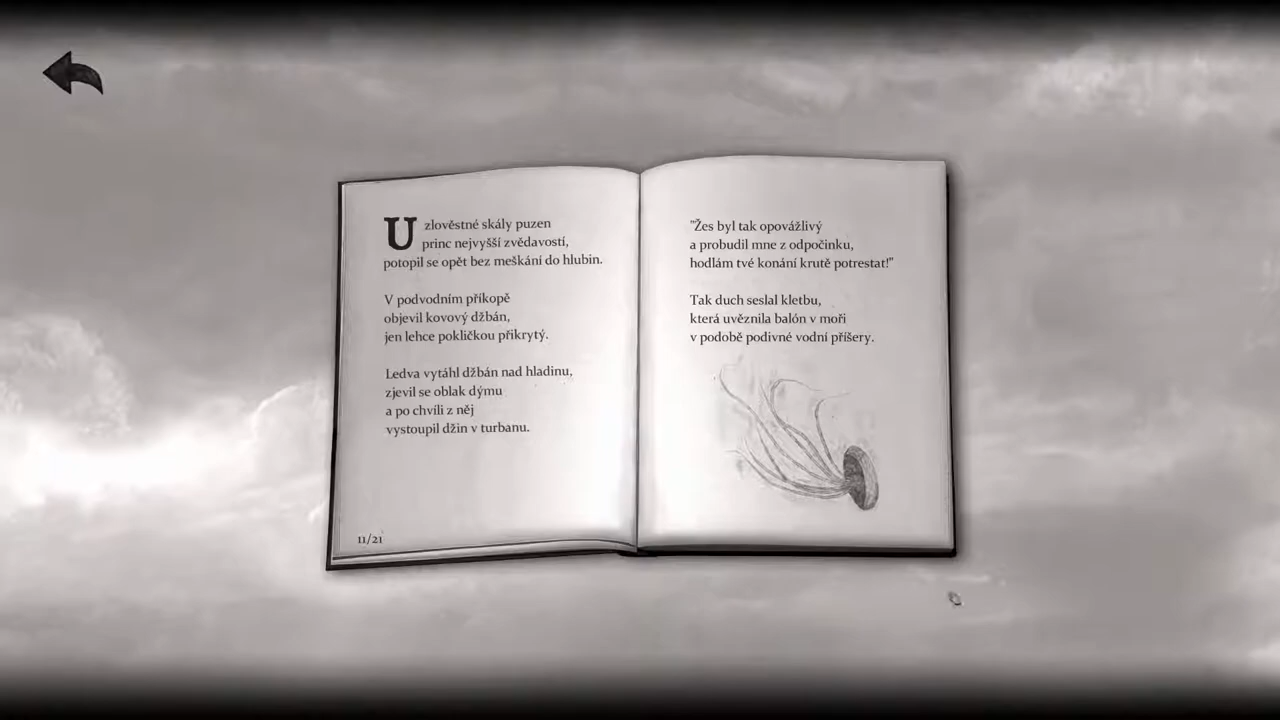 U zlověstné skály puzen
princ nejvyšší zvědavostí,
potopil se opět bez meškání do hlubin.
V podvodním příkopě
objevil kovový džbán,
jen lehce pokličkou přikrytý.
Ledva vytáhl džbán nad hladinu,
zjevil se oblak dýmu
a po chvíli z něj
vystoupil džin v turbanu.
11/21
"Žes byl tak opovážlivý
a probudil mne z odpočinku,
hodlám tvé konání krutě potrestat!"
Tak duch seslal kletbu,
která uvěznila balón v moři
v podobě podivné vodní příšery.